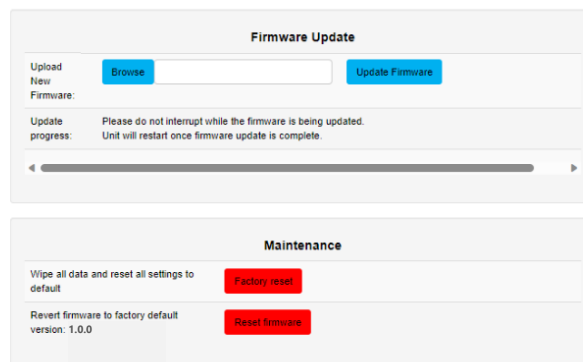 Firmware Update
Upload
New
Firmware:
Browse
Update Firmware
Update
progress:
Please do not interrupt while the firmware is being updated.
Unit will restart once firmware update is complete.
Maintenance
Wipe all data and reset all settings to
default
Factory reset
Revert firmware to factory default
version: 1.0.0
Reset firmware